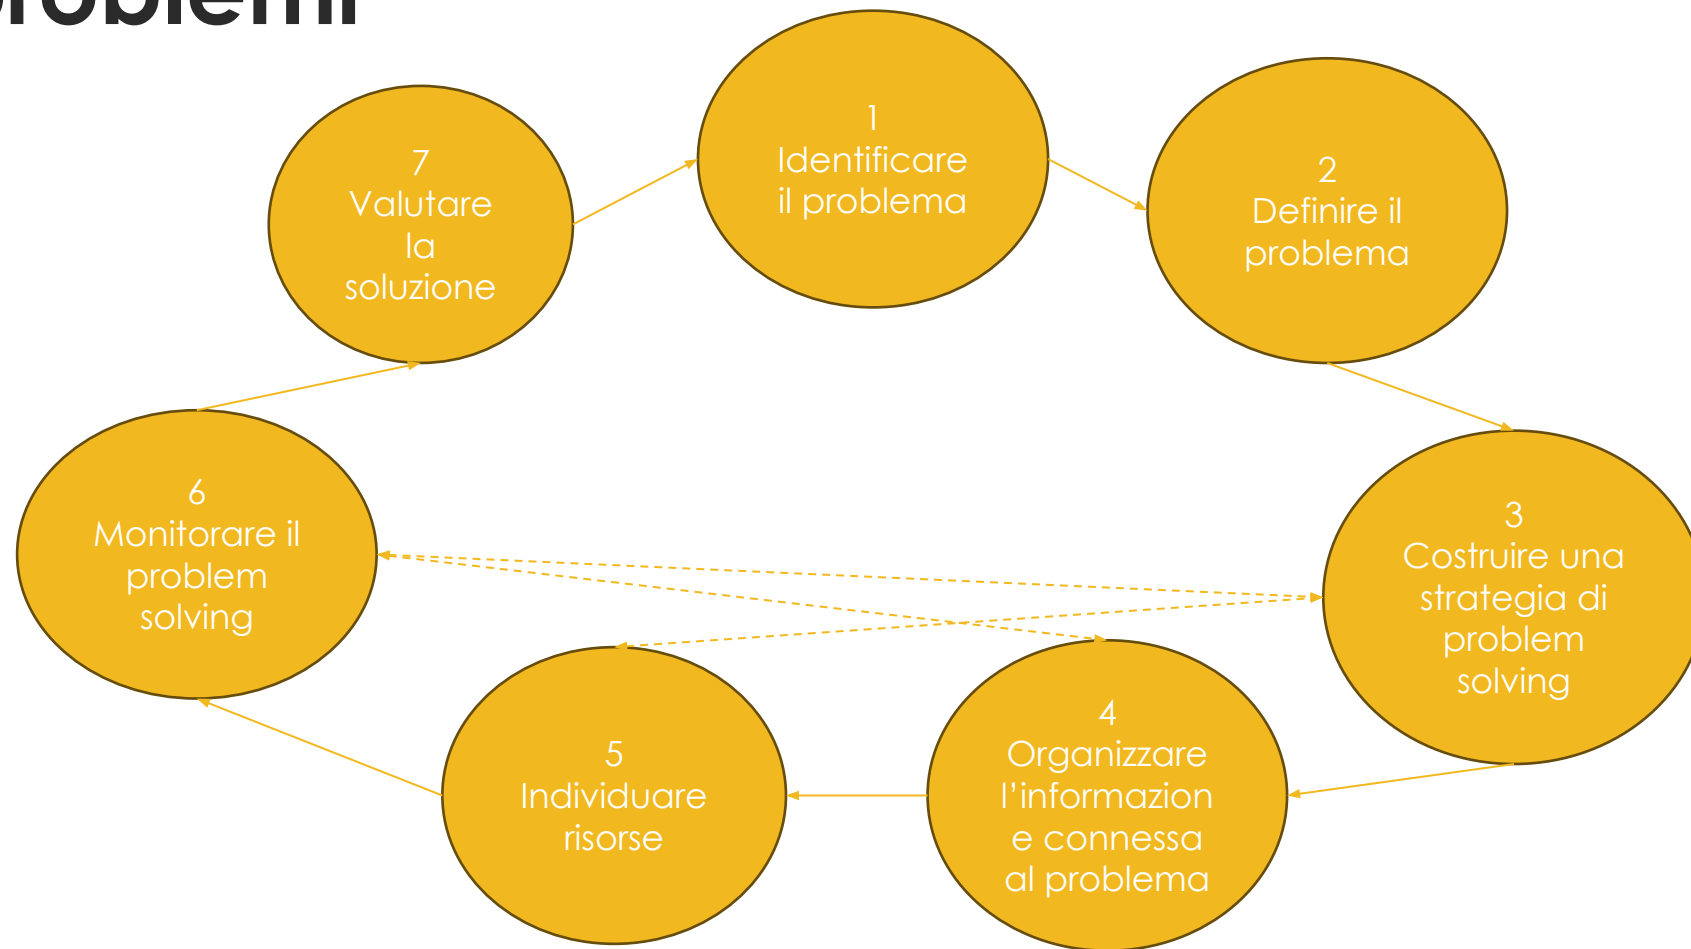 problemi
1
Identificare
il problema
2
Definire il
problema
3
Costruire una
strategia di
problem
solving
4
Organizzare
l’informazion
e connessa
al problema
5
Individuare
risorse
6
Monitorare il
problem
solving
7
Valutare
la
soluzione